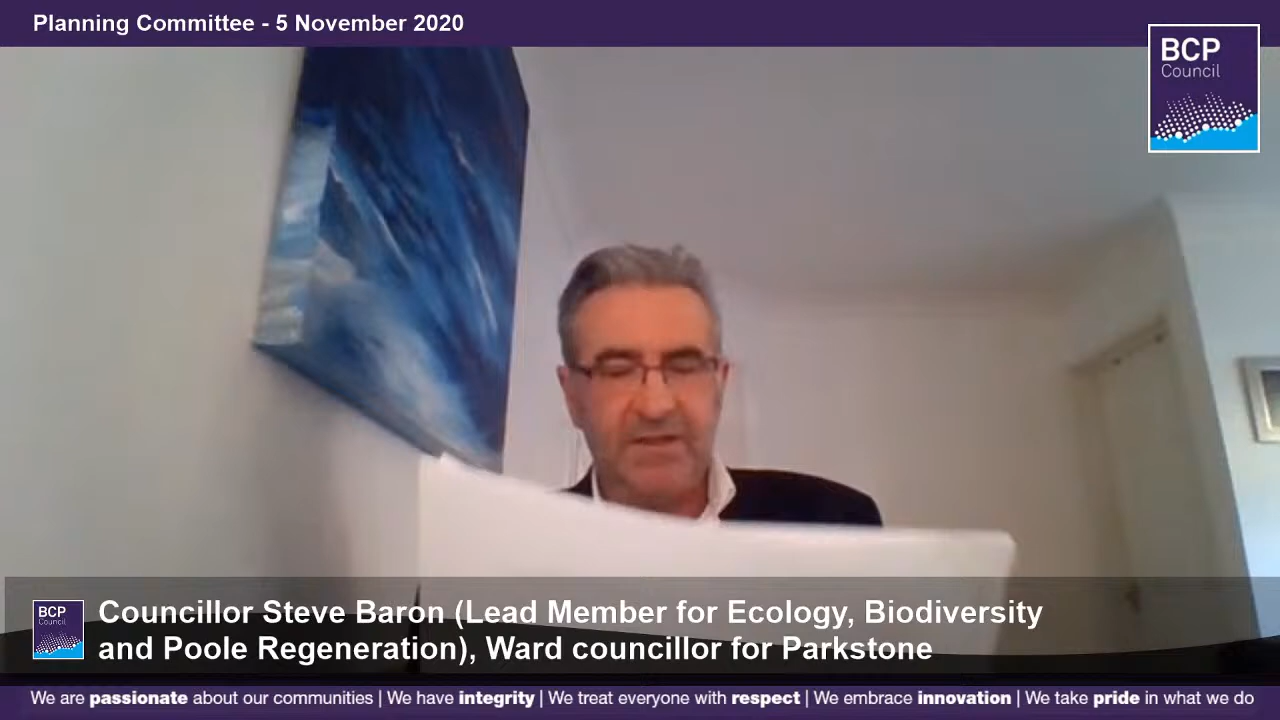 Planning Committee - 5 November 2020
BCP
Council
BCP
Council
Councillor Steve Baron (Lead Member for Ecology, Biodiversity
and Poole Regeneration), Ward councillor for Parkstone
We are passionate about our communities | We have integrity | We treat everyone with respect | We embrace innovation | We take pride in what we do